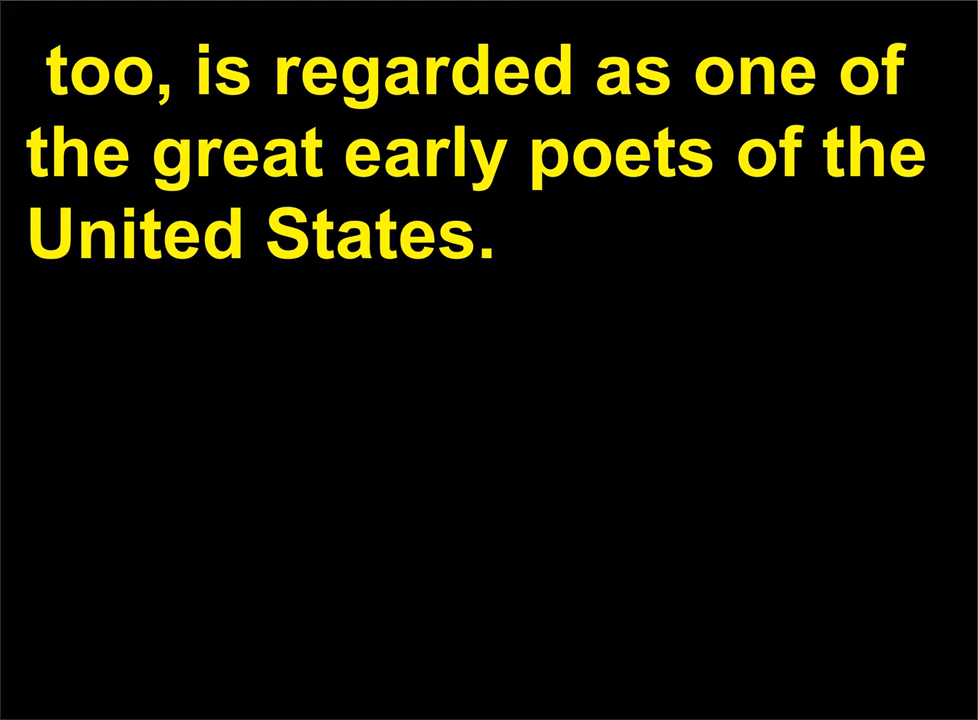 too, is regarded as one of
the great early poets of the
United States.